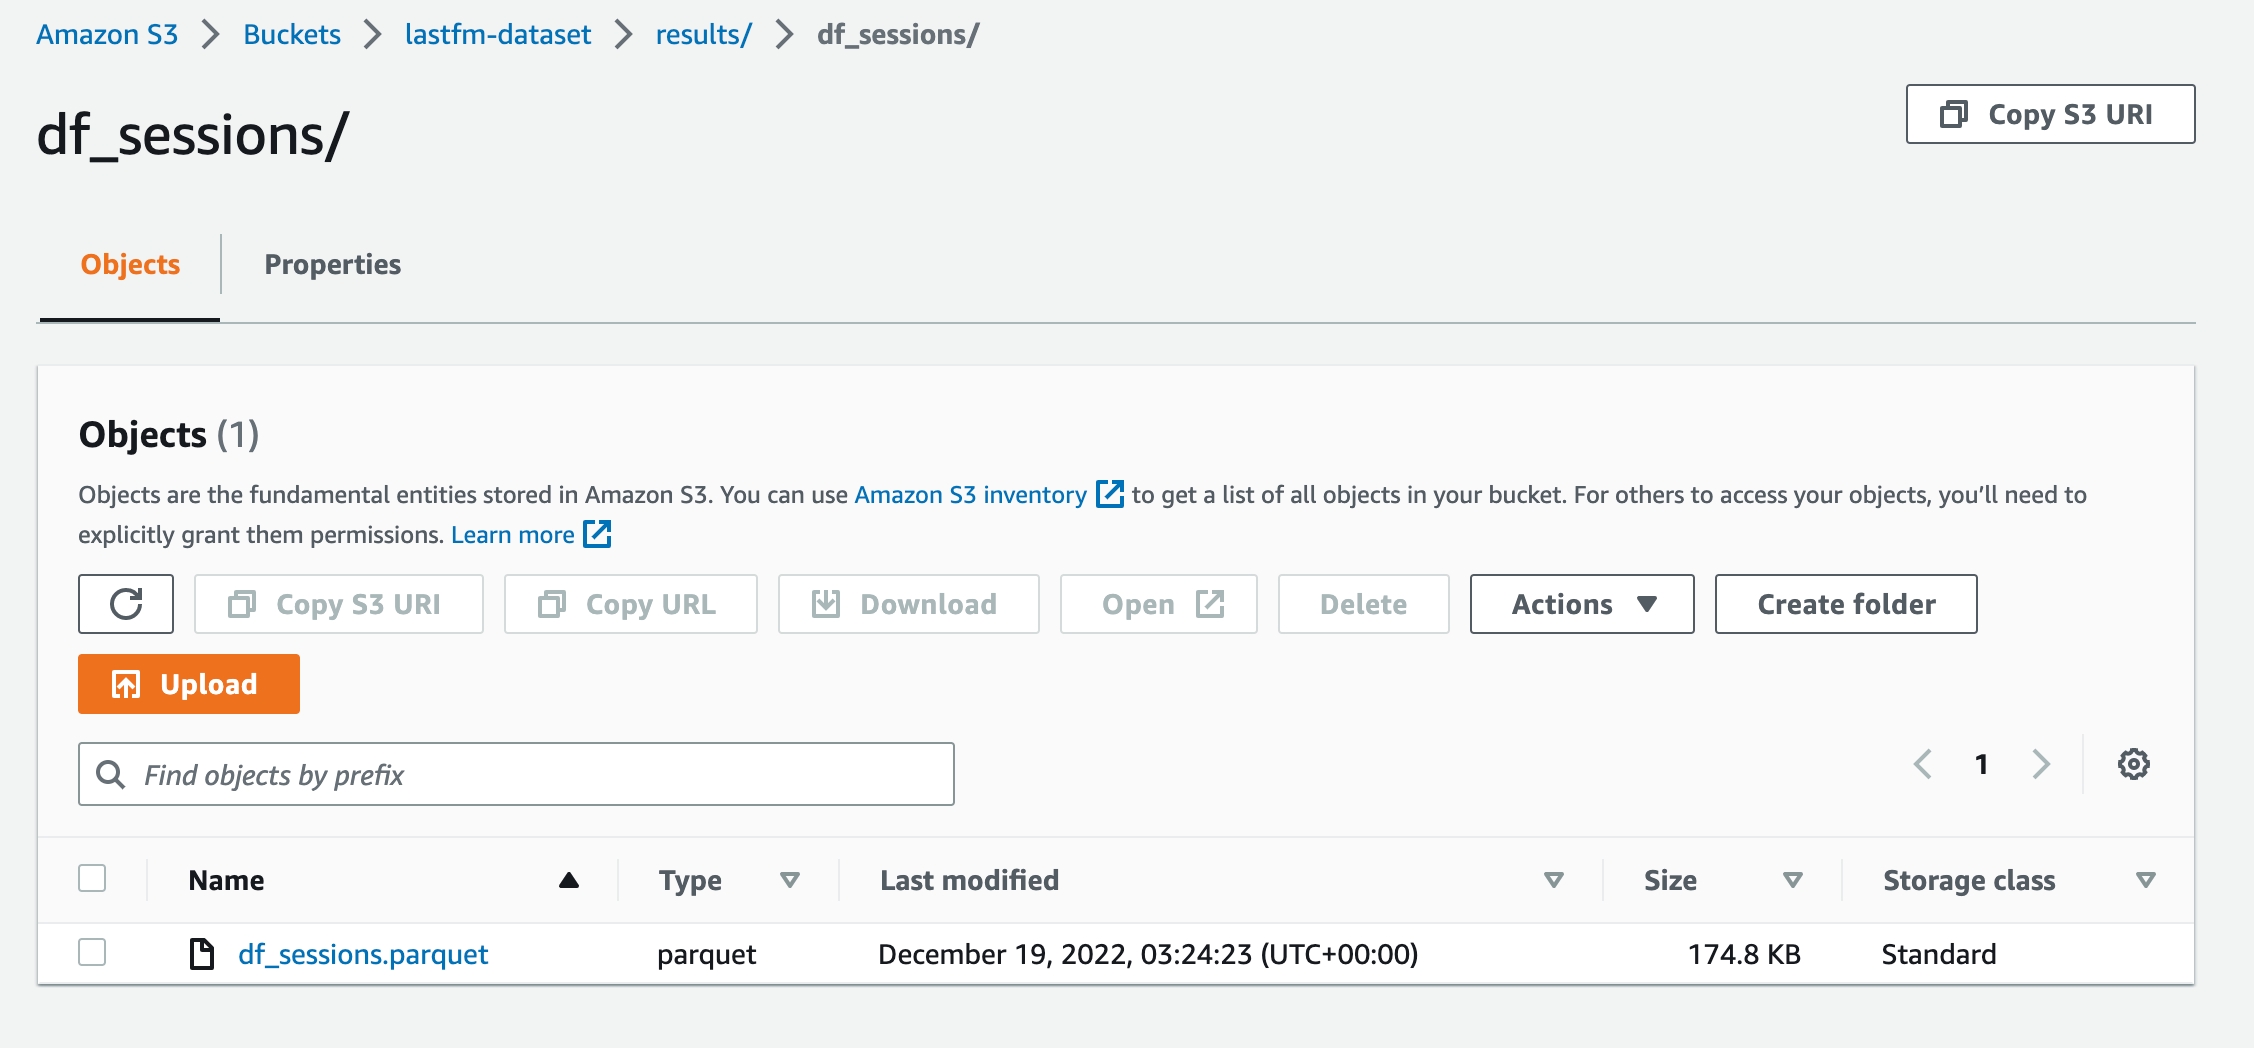 Amazon S3 > Buckets > lastfm-dataset > results/ > df_sessions/
df_sessions/
Copy S3 URI
Objects
Properties
Objects (1)
Objects are the fundamental entities stored in Amazon S3. You can use Amazon S3 inventory to get a list of all objects in your bucket. For others to access your objects, you'll need to
explicitly grant them permissions. Learn more
Copy S3 URI
Copy URL
Download
Open
Delete
Actions
Create folder
Upload
Find objects by prefix
1
Name Type Last modified Size Storage class
df_sessions.parquet parquet December 19, 2022, 03:24:23 (UTC+00:00) 174.8 KB Standard